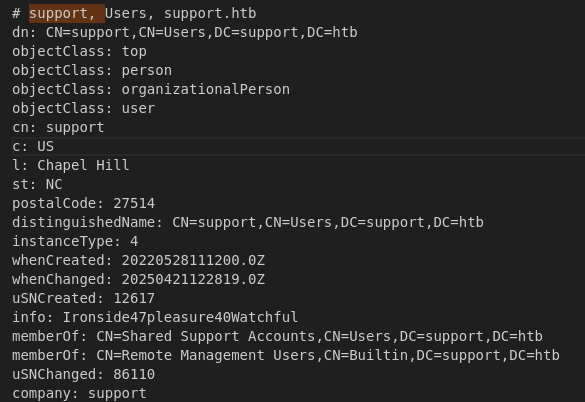 # support, Users, support.htb
dn: CN=support,CN=Users,DC=support,DC=htb
objectClass: top
objectClass: person
objectClass: organizationalPerson
objectClass: user
cn: support
c: US
l: Chapel Hill
st: NC
postalCode: 27514
distinguishedName: CN=support,CN=Users,DC=support,DC=htb
instanceType: 4
whenCreated: 20220528111200.0Z
whenChanged: 20250421122819.0Z
uSNCreated: 12617
info: Ironside47pleasure40Watchful
memberOf: CN=Shared Support Accounts,CN=Users,DC=support,DC=htb
memberOf: CN=Remote Management Users,CN=Builtin,DC=support,DC=htb
uSNChanged: 86110
company: support